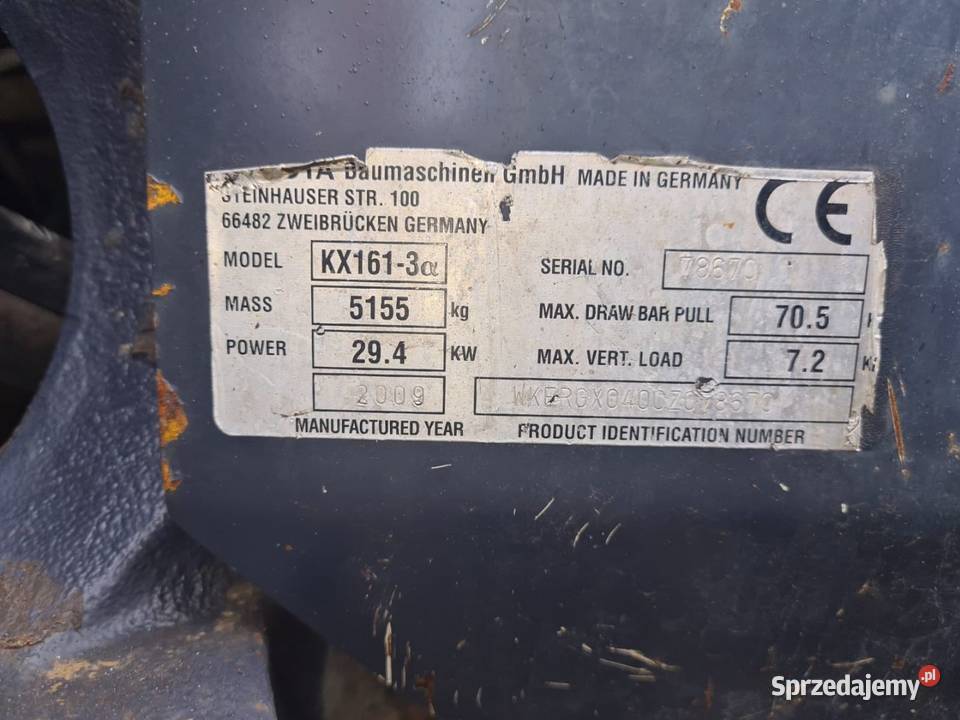 OTA Baumaschinen GmbH MADE IN GERMANY CE
STEINHAUSER STR. 100
66482 ZWEIBRÜCKEN GERMANY
MODEL KX161-3α SERIAL NO. 78670
MASS 5155 kg MAX. DRAW BAR PULL 70.5
POWER 29.4 KW MAX. VERT. LOAD 7.2
2009
MANUFACTURED YEAR PRODUCT IDENTIFICATION NUMBER
Sprzedajemy.pl